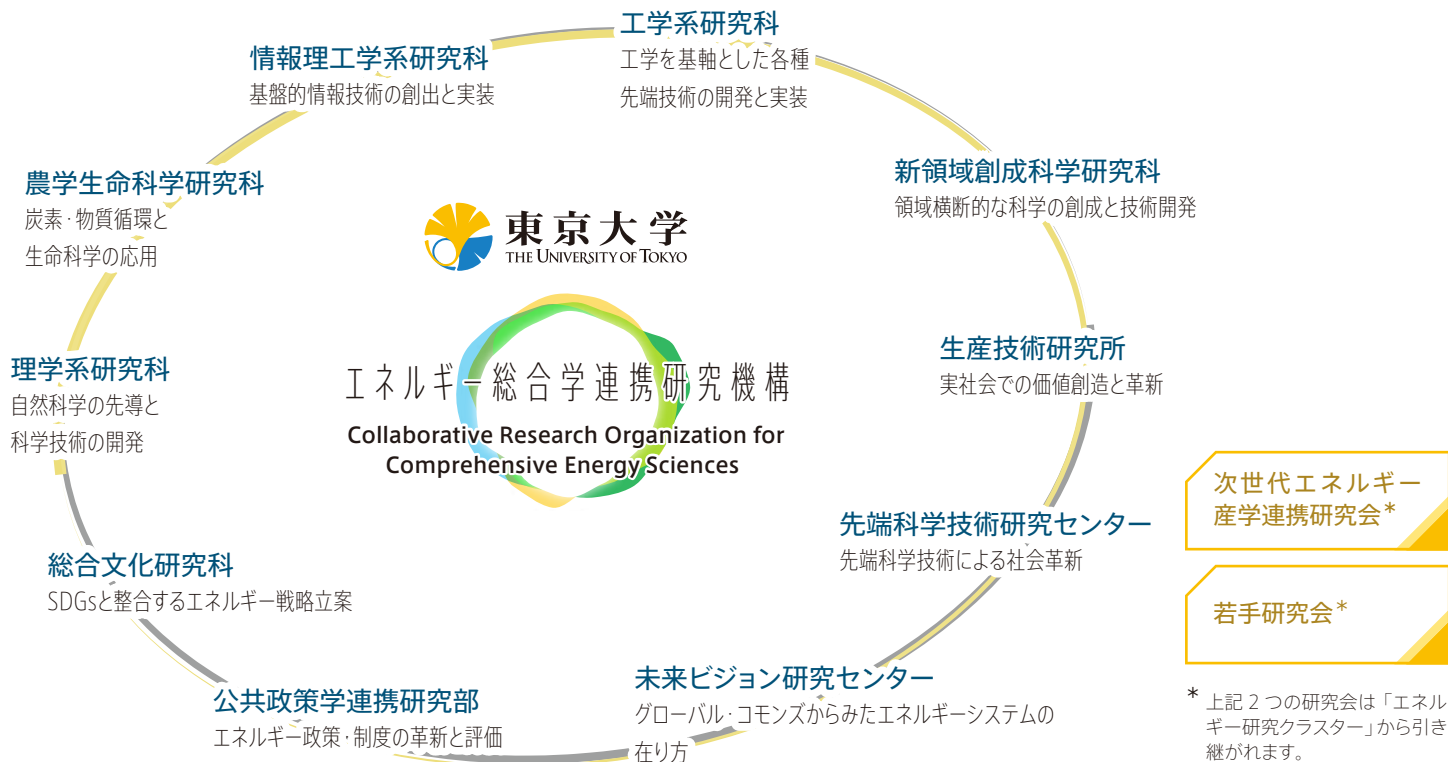 工学系研究科
工学を基軸とした各種
先端技術の開発と実装
情報理工学系研究科
基盤的情報技術の創出と実装
新領域創成科学研究科
領域横断的な科学の創成と技術開発
農学生命科学研究科
炭素・物質循環と
生命科学の応用
東京大学
THE UNIVERSITY OF TOKYO
生産技術研究所
実社会での価値創造と革新
理学系研究科
自然科学の先導と
科学技術の開発
エネルギー総合学連携研究機構
Collaborative Research Organization for
Comprehensive Energy Sciences
先端科学技術研究センター
先端科学技術による社会革新
総合文化研究科
SDGsと整合するエネルギー戦略立案
未来ビジョン研究センター
グローバル・コモンズからみたエネルギーシステムの
在り方
公共政策学連携研究部
エネルギー政策・制度の革新と評価
次世代エネルギー
産学連携研究会*
若手研究会*
* 上記 2 つの研究会は「エネル
ギー研究クラスター」から引き
継がれます。